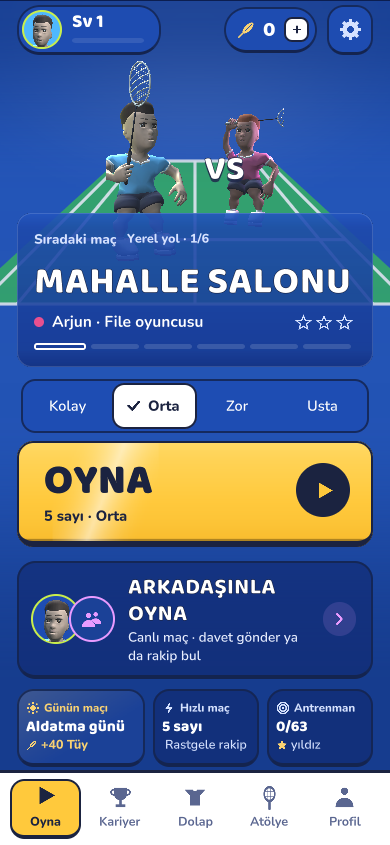 Sv 1
0
VS
Sıradaki maç Yerel yol · 1/6
MAHALLE SALONU
Arjun · File oyuncusu
Kolay
Orta
Zor
Usta
OYNA
5 sayı · Orta
ARKADAŞINLA
OYNA
Canlı maç · davet gönder ya
da rakip bul
Günün maçı
Aldatma günü
+40 Tüy
Hızlı maç
5 sayı
Rastgele rakip
Antrenman
0/63
yıldız
Oyna
Kariyer
Dolap
Atölye
Profil